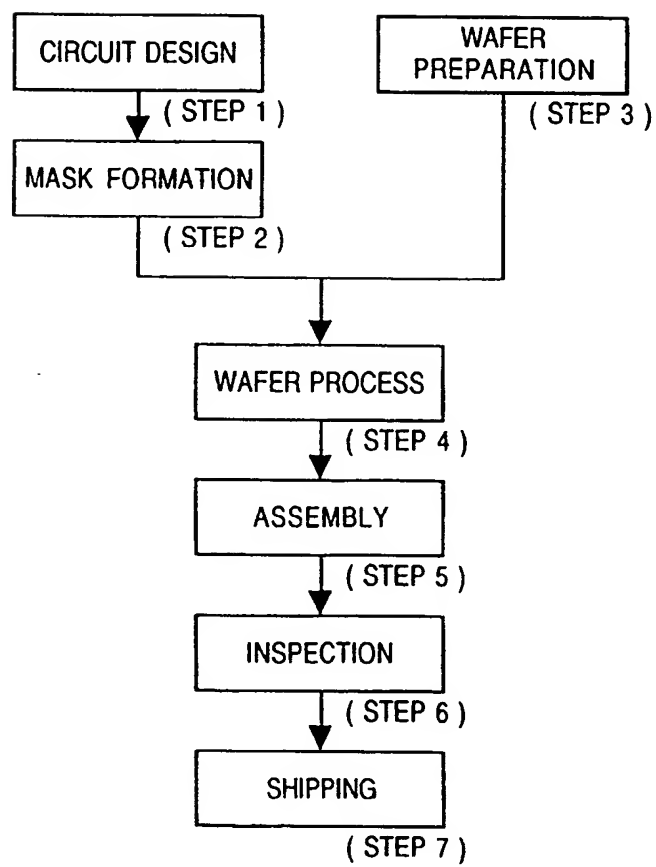 CIRCUIT DESIGN
( STEP 1 )
MASK FORMATION
( STEP 2 )
WAFER
PREPARATION
( STEP 3 )
WAFER PROCESS
( STEP 4 )
ASSEMBLY
( STEP 5 )
INSPECTION
( STEP 6 )
SHIPPING
( STEP 7 )